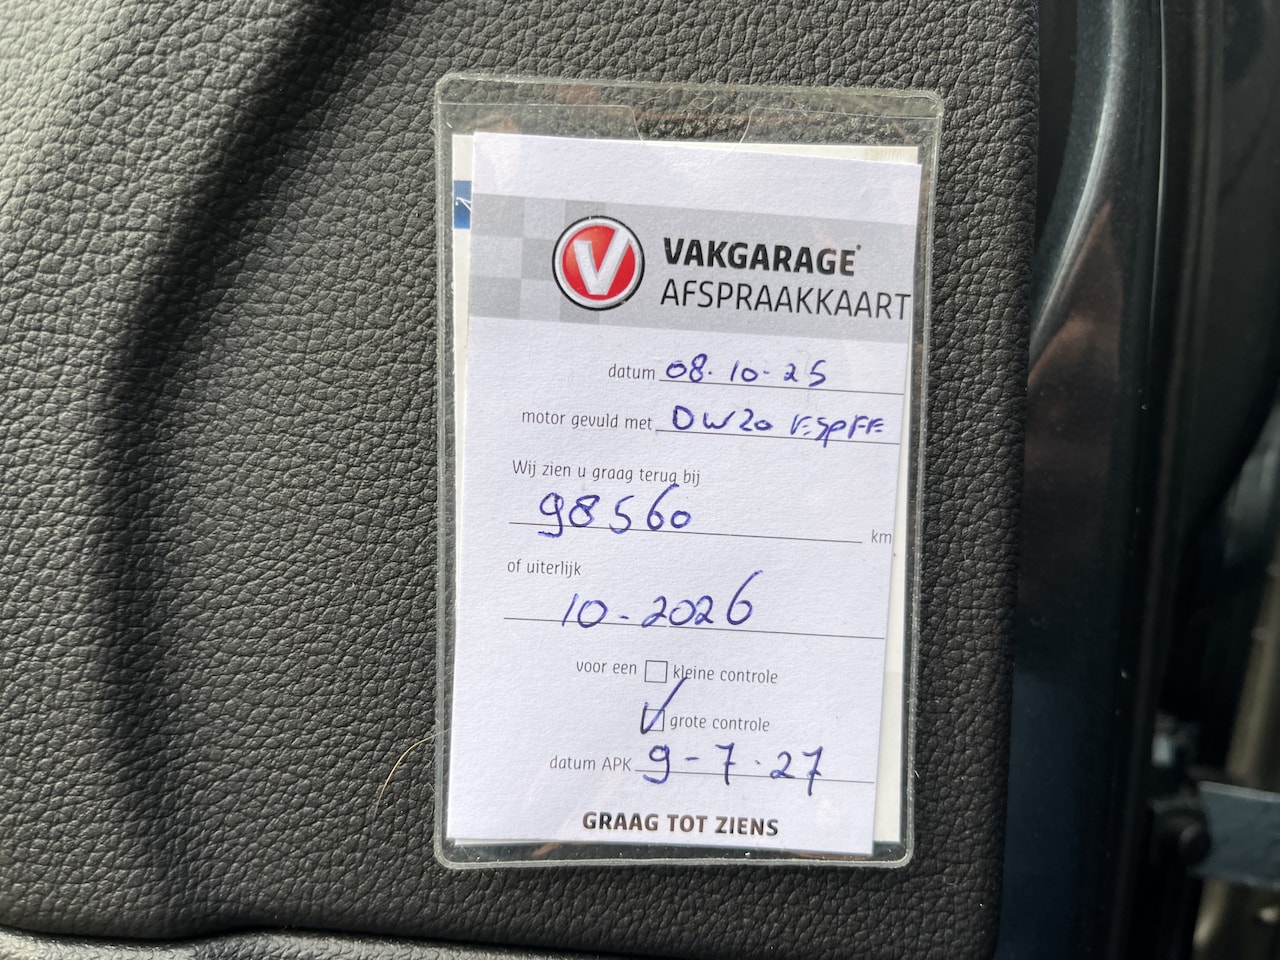 V VAKGARAGE
AFSPRAAKKAART
datum 08.10-25
motor gevuld met 0W20 ESPFE
Wij zien u graag terug bij
98560 km
of uiterlijk
10-2026
voor een kleine controle
grote controle
datum APK 9-7.27
GRAAG TOT ZIENS